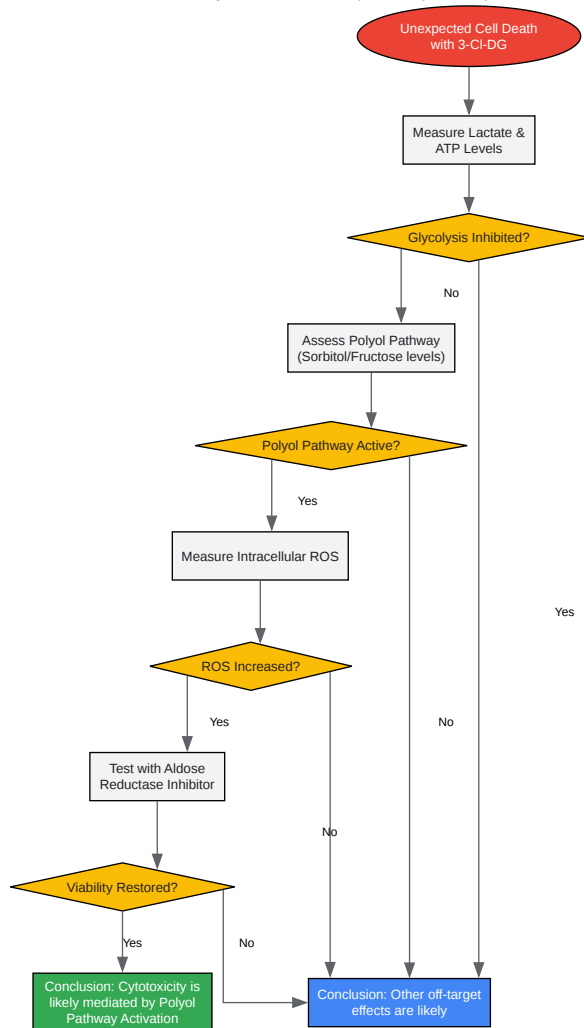 Unexpected Cell Death
with 3-Cl-DG
Measure Lactate &
ATP Levels
Glycolysis Inhibited?
No
Assess Polyol Pathway
(Sorbitol/Fructose levels)
Polyol Pathway Active?
Yes
Measure Intracellular ROS
Yes
ROS Increased?
Yes
No
Test with Aldose
Reductase Inhibitor
No
Viability Restored?
Yes
No
Conclusion: Cytotoxicity is
likely mediated by Polyol
Pathway Activation
Conclusion: Other off-target
effects are likely